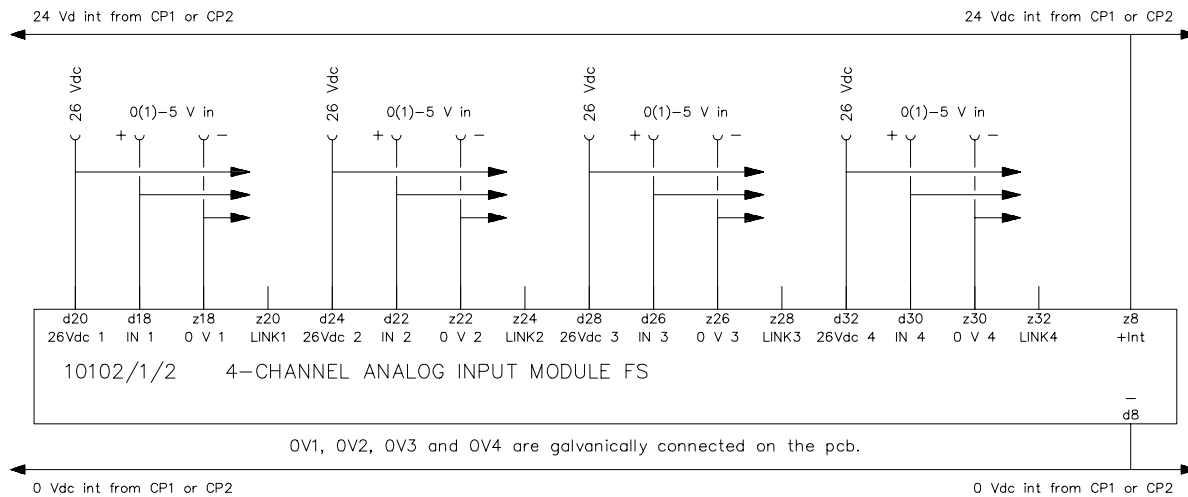 24 Vd int from CP1 or CP2
24 Vdc int from CP1 or CP2
26 Vdc
26 Vdc
26 Vdc
26 Vdc
0(1)-5 V in
0(1)-5 V in
0(1)-5 V in
0(1)-5 V in
+ -
+ -
+ -
+ -
d20 d18 z18 z20 d24 d22 z22 z24 d28 d26 z26 z28 d32 d30 z30 z32 z8
26Vdc 1 IN 1 0 V 1 LINK1 26Vdc 2 IN 2 0 V 2 LINK2 26Vdc 3 IN 3 0 V 3 LINK3 26Vdc 4 IN 4 0 V 4 LINK4 +Int
10102/1/2 4-CHANNEL ANALOG INPUT MODULE FS
-
d8
0V1, 0V2, 0V3 and 0V4 are galvanically connected on the pcb.
0 Vdc int from CP1 or CP2
0 Vdc int from CP1 or CP2